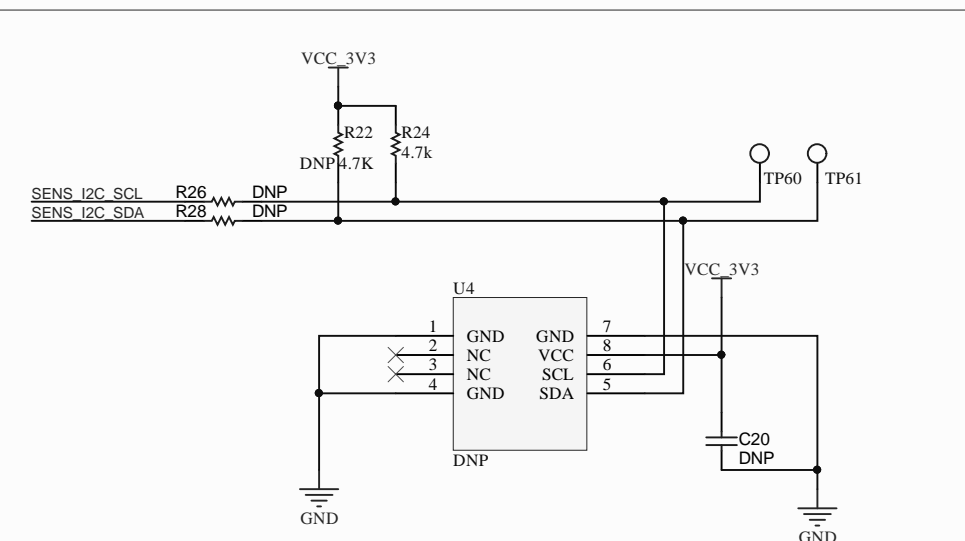 VCC_3V3
R22 R24
DNP 4.7K 4.7k
TP60 TP61
SENS_I2C_SCL R26 DNP
SENS_I2C_SDA R28 DNP
VCC_3V3
U4
1 GND GND 7
2 NC VCC 8
3 NC SCL 6
4 GND SDA 5
C20
DNP
DNP
GND
GND